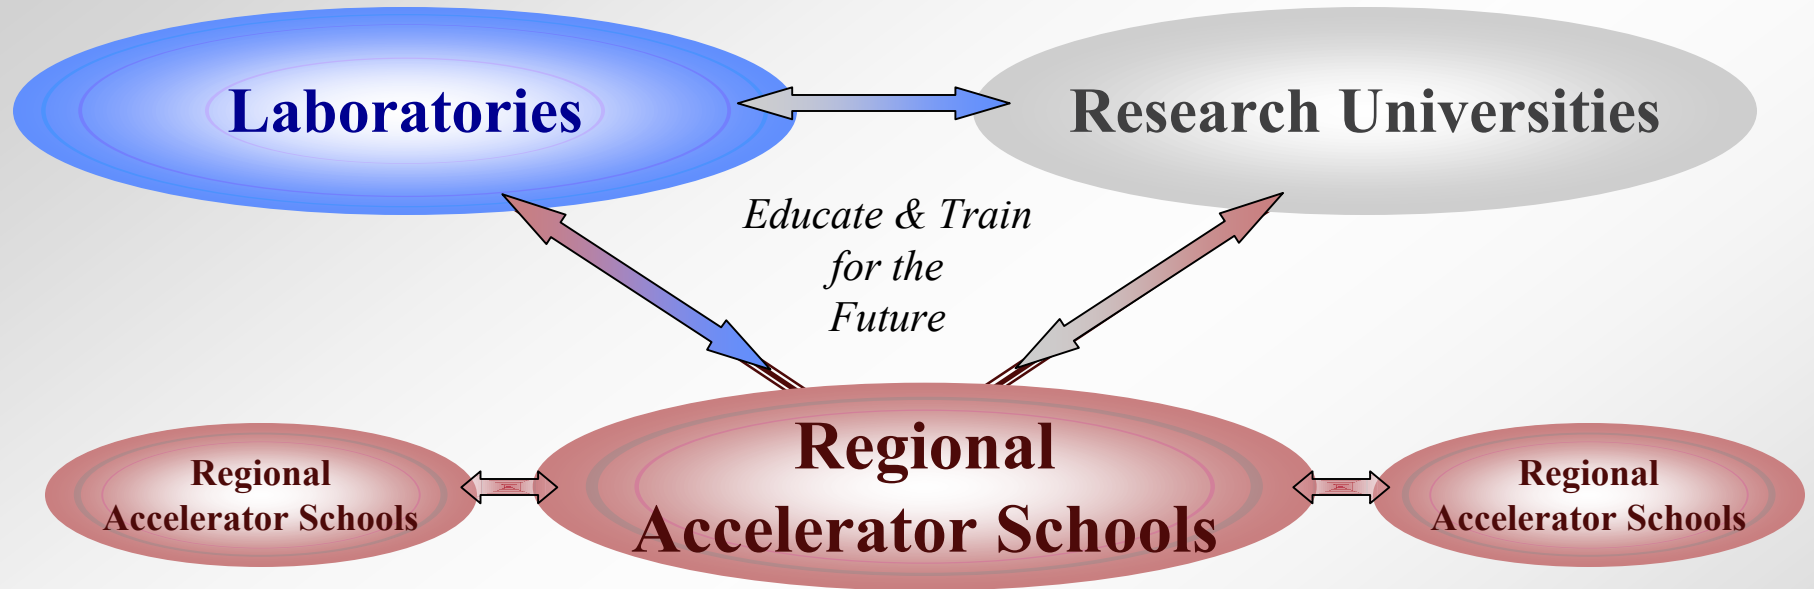 Laboratories
Research Universities
Educate & Train
for the
Future
Regional
Accelerator Schools
Regional
Accelerator Schools
Regional
Accelerator Schools